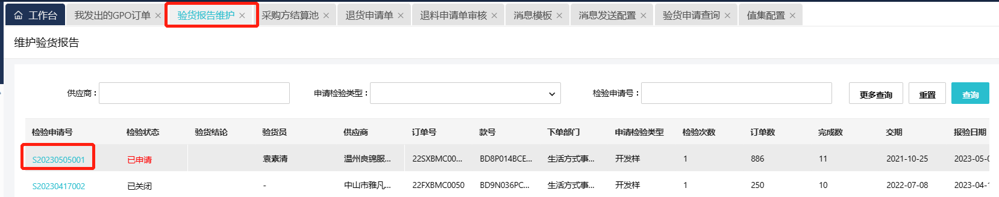 工作台 我发出的GPO订单 × 验货报告维护 × 采购方结算池 × 退货申请单 × 退料申请单审核 × 消息模板 × 消息发送配置 × 验货申请查询 × 值集配置 ×
维护验货报告
供应商： 申请检验类型： 检验申请号： 更多查询 重置 查询
检验申请号 检验状态 验货结论 验货员 供应商 订单号 款号 下单部门 申请检验类型 检验次数 订单数 完成数 交期 报验日期
S20230505001 已申请 袁素清 温州良锦服... 22SXBMC00... BD8P014BCE... 生活方式事... 开发样 1 886 11 2021-10-25 2023-05-0
S20230417002 已关闭 - 中山市雅凡... 22FXBMC0050 BD9N036PC... 生活方式事... 开发样 1 250 10 2022-07-08 2023-04-1